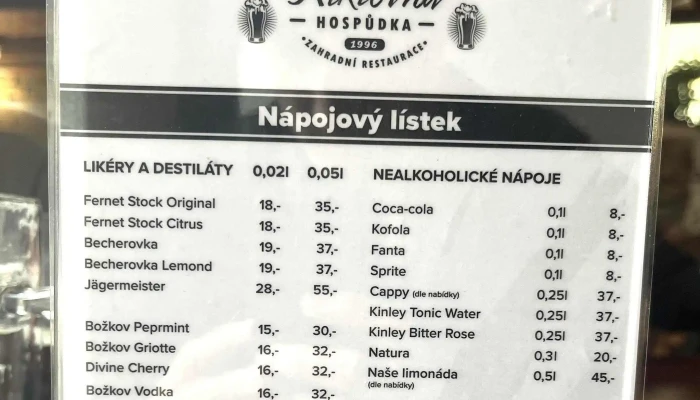 HOSPŮDKA
1996
ZAHRADNÍ RESTAURACE
Nápojový lístek
LIKÉRY A DESTILÁTY 0,02l 0,05l
Fernet Stock Original 18,- 35,-
Fernet Stock Citrus 18,- 35,-
Becherovka 19,- 37,-
Becherovka Lemond 19,- 37,-
Jägermeister 28,- 55,-
Božkov Peprmint 15,- 30,-
Božkov Griotte 16,- 32,-
Divine Cherry 16,- 32,-
Božkov Vodka 16,- 32,-
NEALKOHOLICKÉ NÁPOJE
Coca-cola 0,1l 8,-
Kofola 0,1l 8,-
Fanta 0,1l 8,-
Sprite 0,1l 8,-
Cappy (dle nabídky) 0,25l 37,-
Kinley Tonic Water 0,25l 37,-
Kinley Bitter Rose 0,25l 37,-
Natura 0,3l 20,-
Naše limonáda 0,5l 45,-
(dle nabídky)